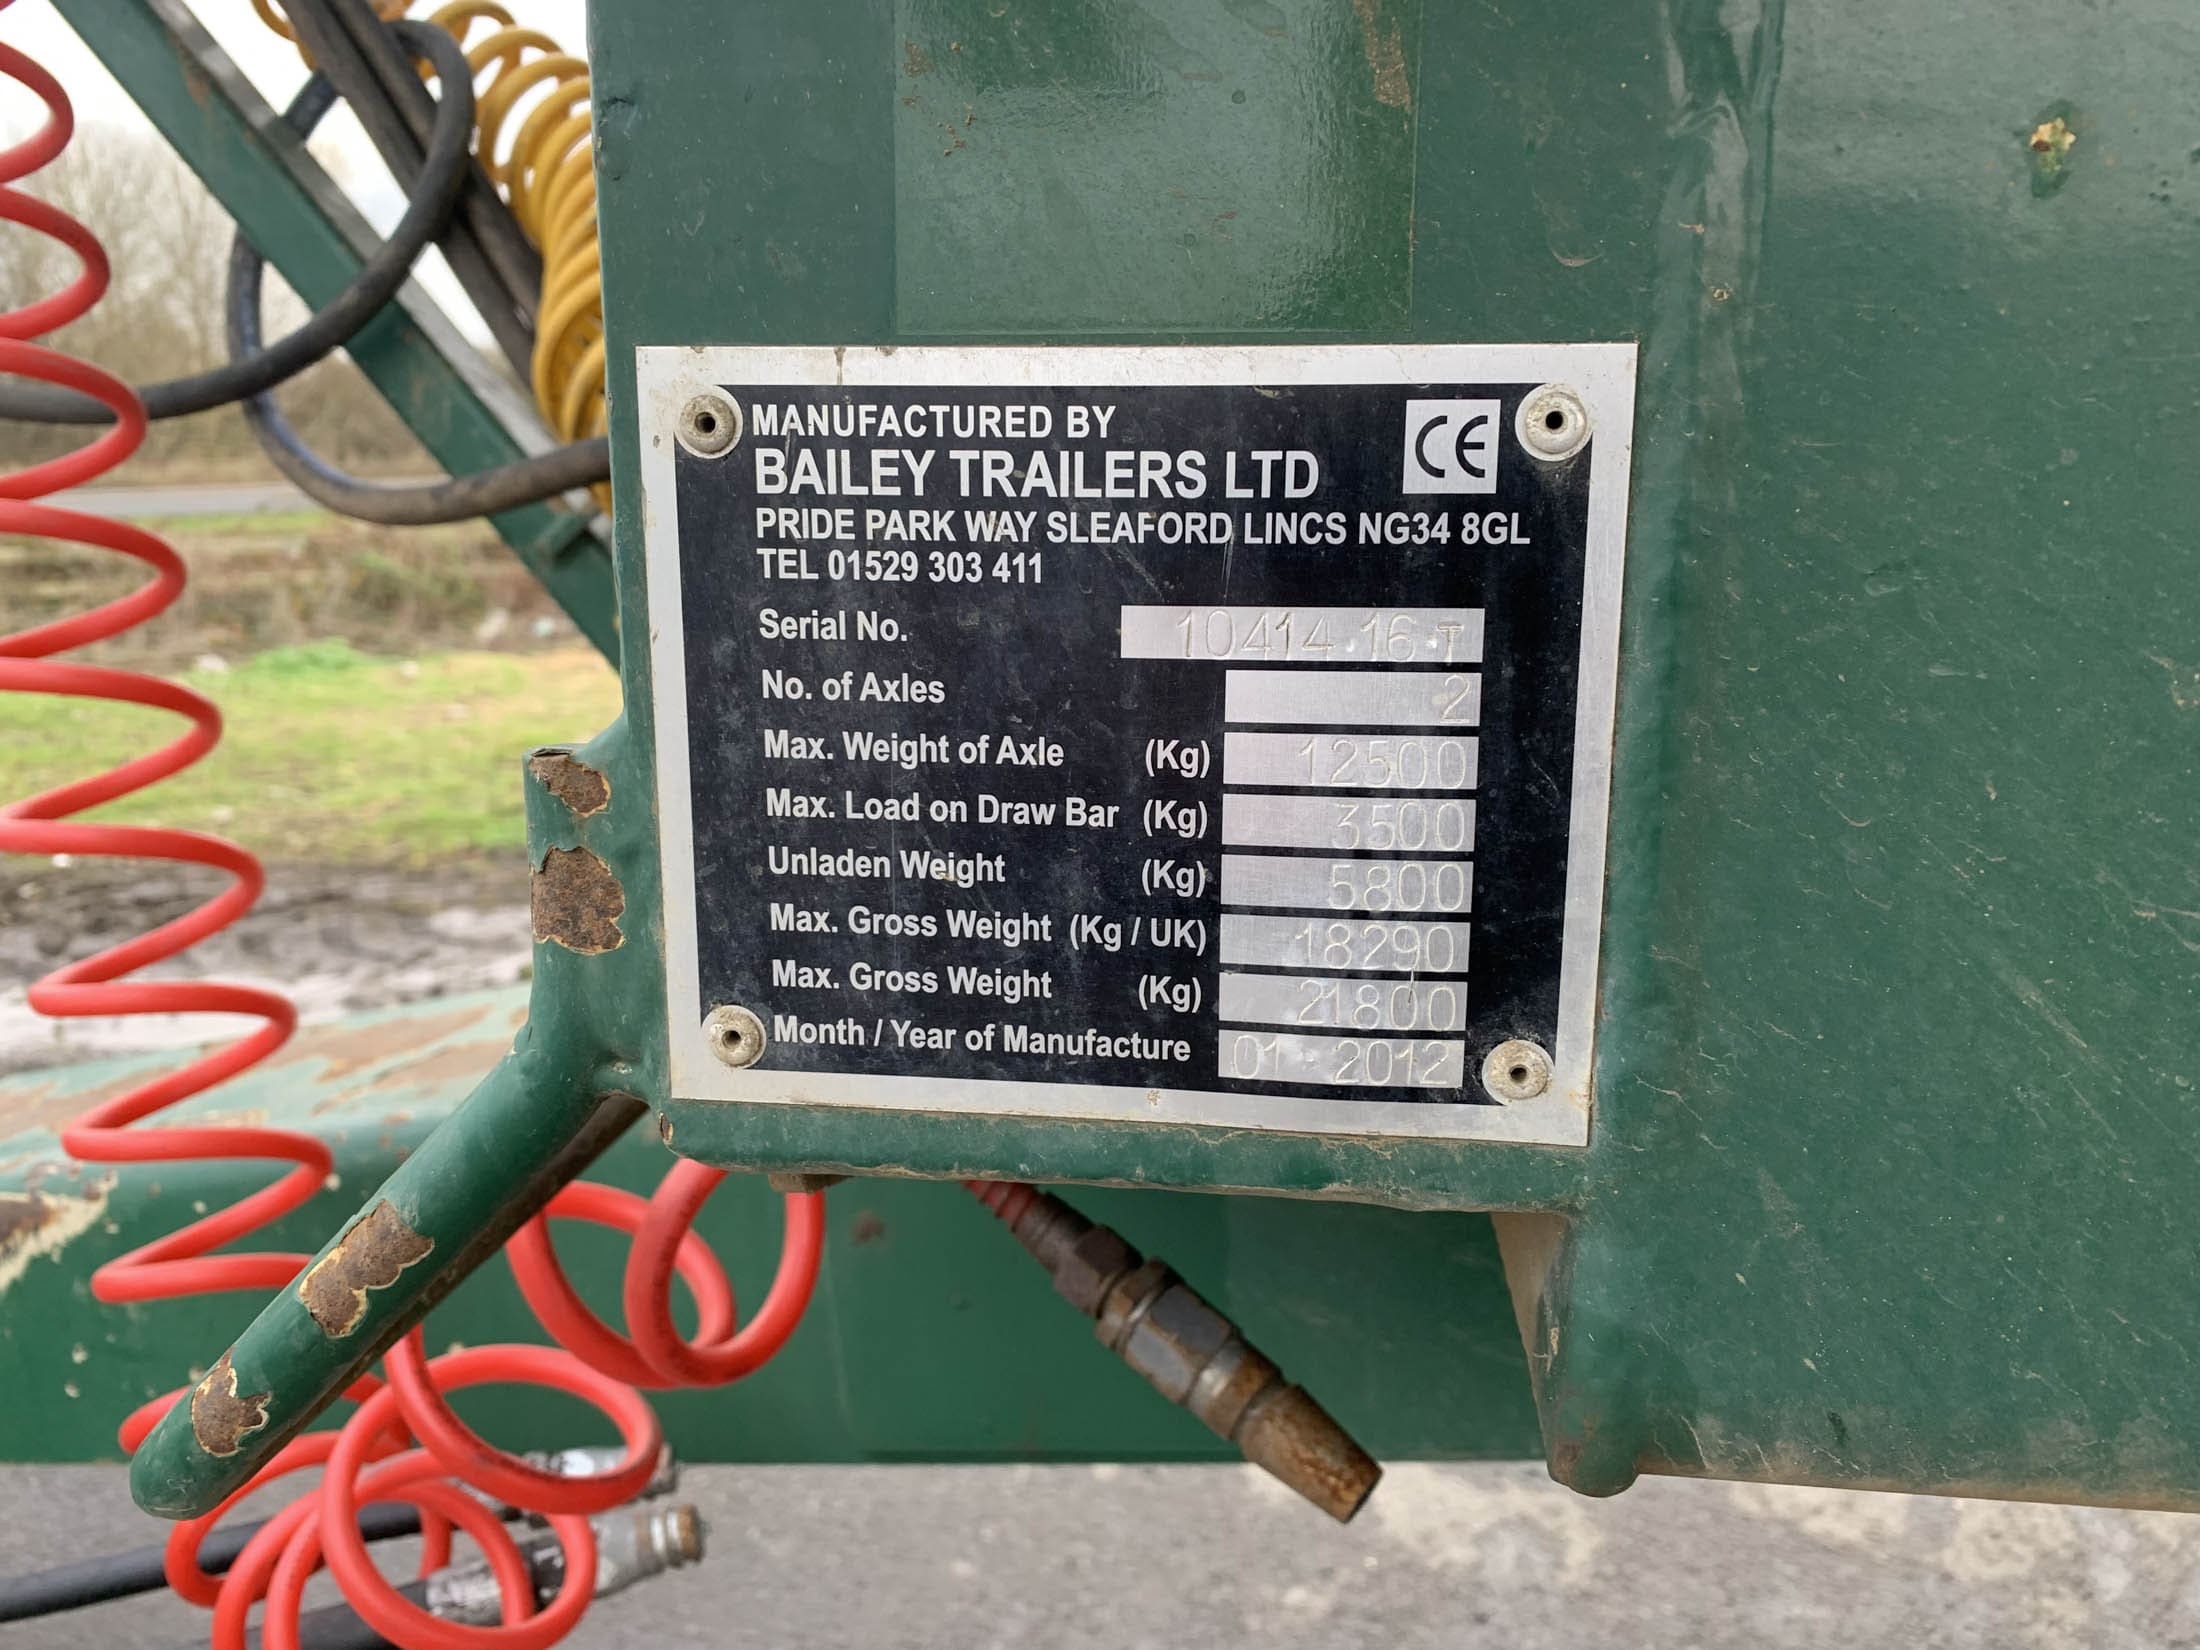 MANUFACTURED BY CE
BAILEY TRAILERS LTD
PRIDE PARK WAY SLEAFORD LINCS NG34 8GL
TEL 01529 303 411
Serial No. 10414.16.T
No. of Axles 2
Max. Weight of Axle (Kg) 12500
Max. Load on Draw Bar (Kg) 3500
Unladen Weight (Kg) 5800
Max. Gross Weight (Kg / UK) 18290
Max. Gross Weight (Kg) 21800
Month / Year of Manufacture 01 - 2012